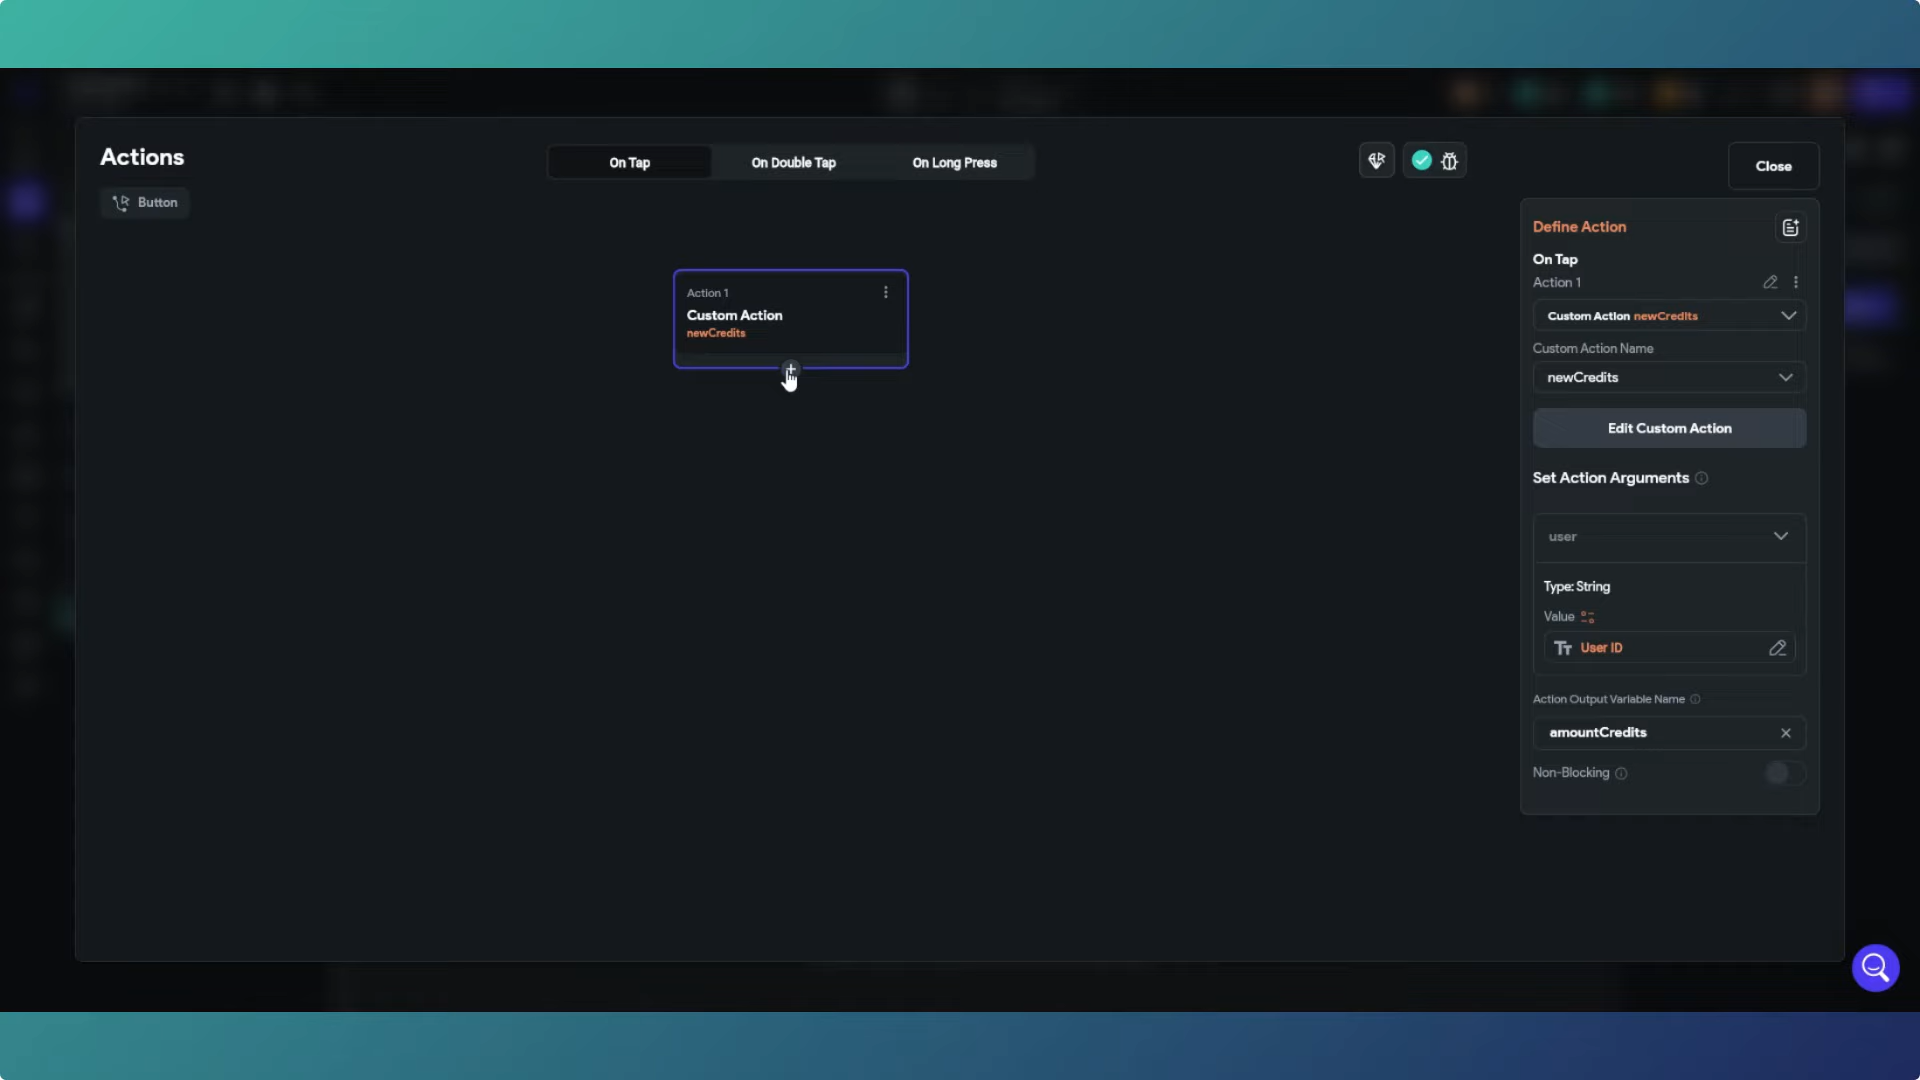 Actions
On Tap
On Double Tap
On Long Press
Close
Button
Action 1
Custom Action
newCredits
Define Action
On Tap
Action 1
Custom Action newCredits
Custom Action Name
newCredits
Edit Custom Action
Set Action Arguments
user
Type: String
Value
Tт User ID
Action Output Variable Name
amountCredits
Non-Blocking